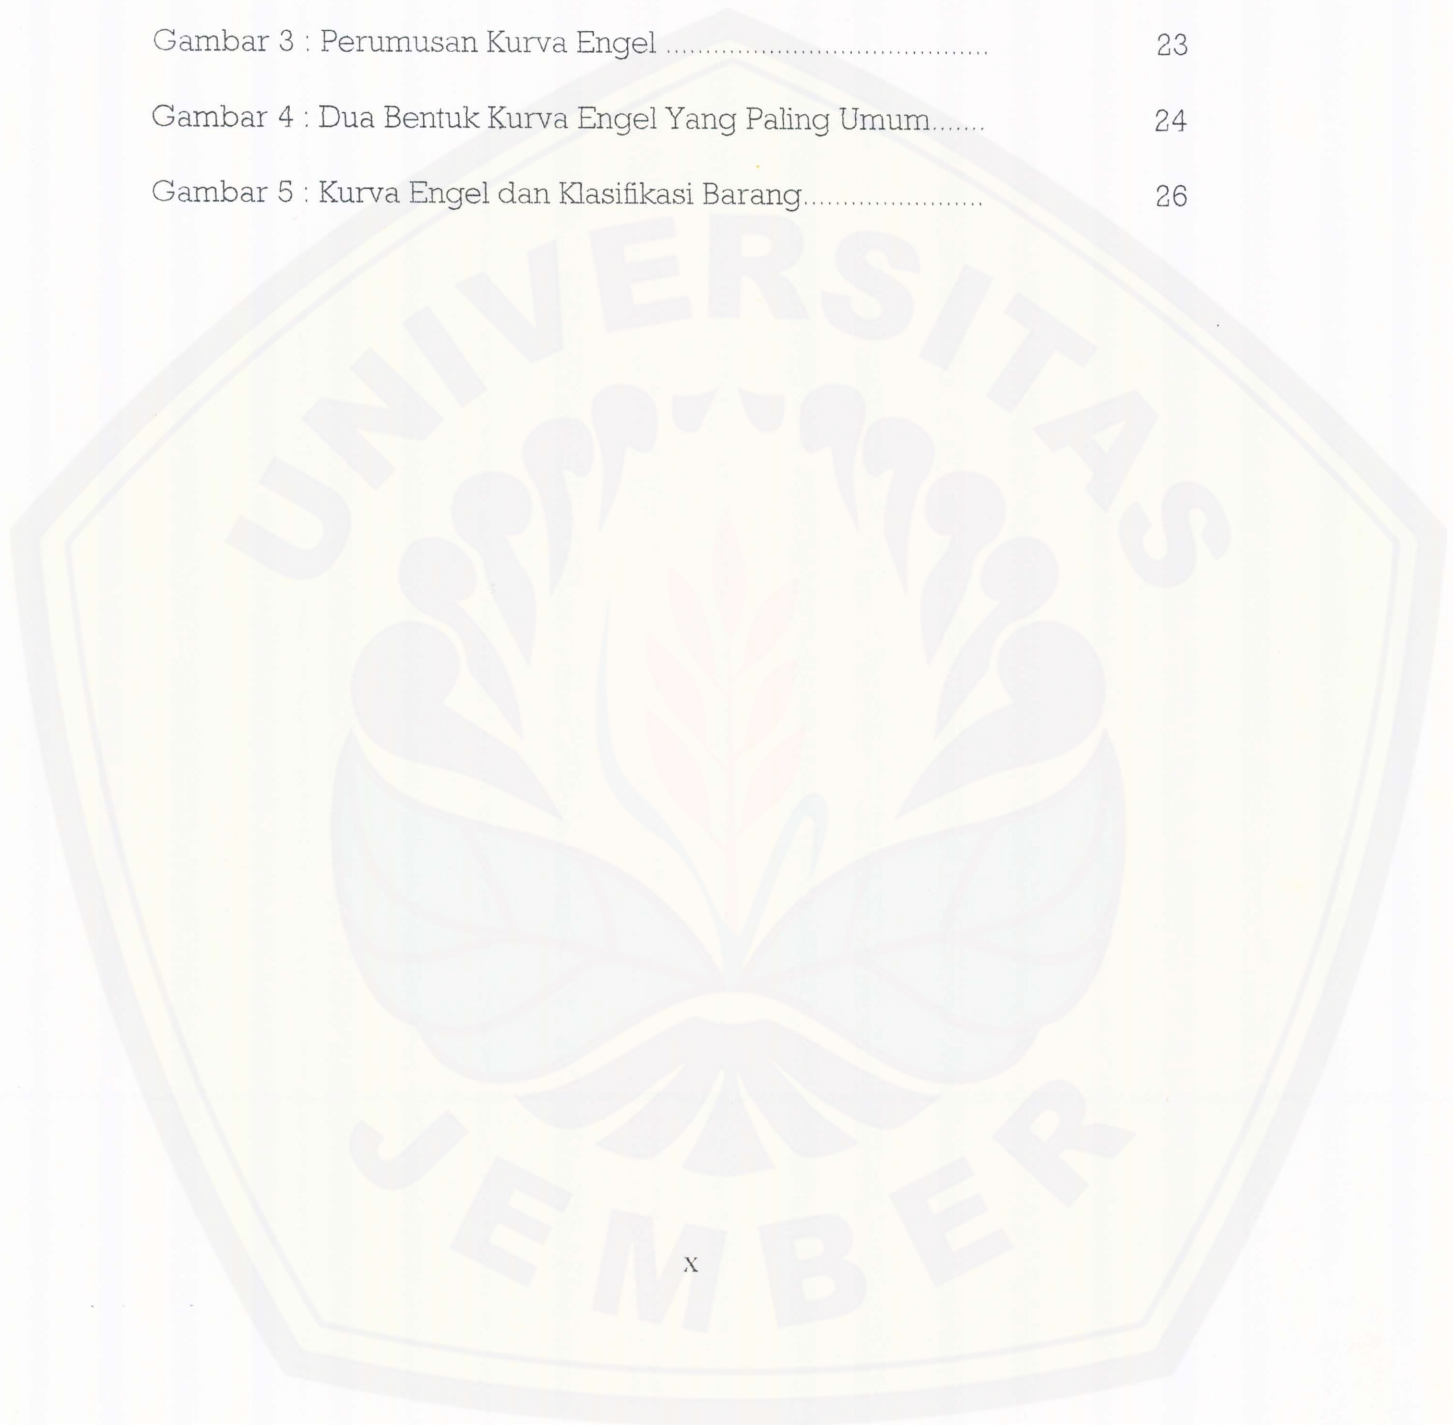 Gambar 3 : Perumusan Kurva Engel ......................................... 23
Gambar 4 : Dua Bentuk Kurva Engel Yang Paling Umum....... 24
Gambar 5 : Kurva Engel dan Klasifikasi Barang....................... 26
UNIVERSITAS
JEMBER
x